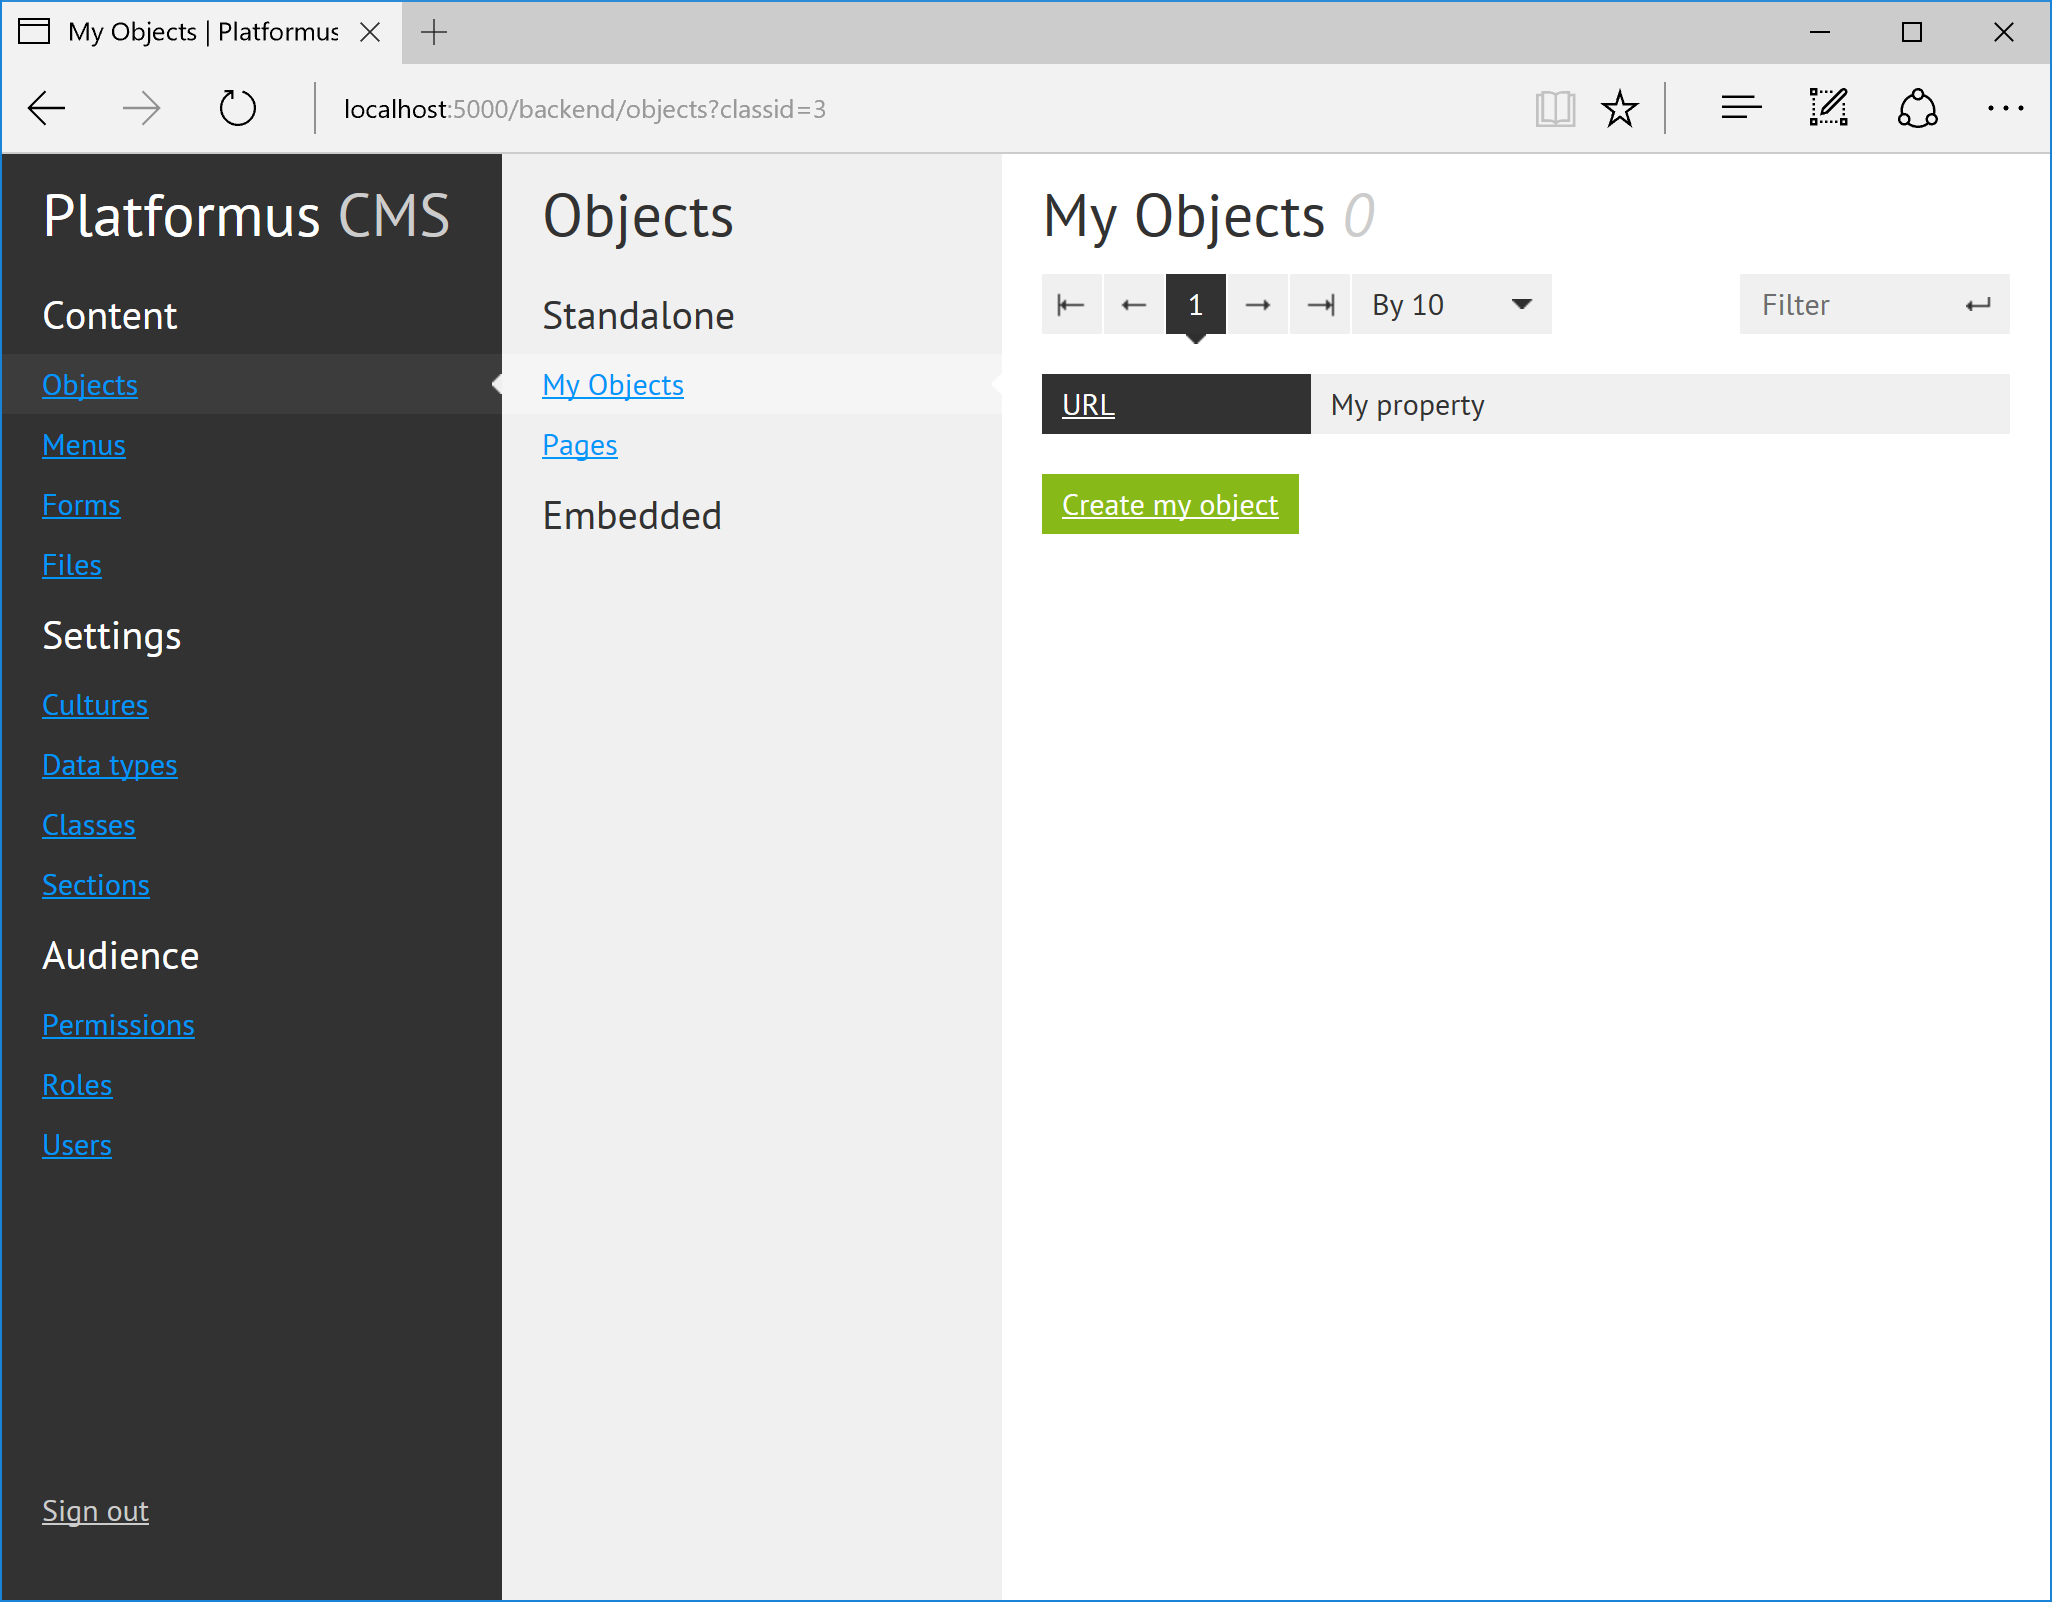 My Objects | Platformus
localhost:5000/backend/objects?classid=3
Platformus CMS
Content
Objects
Menus
Forms
Files
Settings
Cultures
Data types
Classes
Sections
Audience
Permissions
Roles
Users
Sign out
Objects
Standalone
My Objects
Pages
Embedded
My Objects 0
1 By 10 Filter
URL My property
Create my object